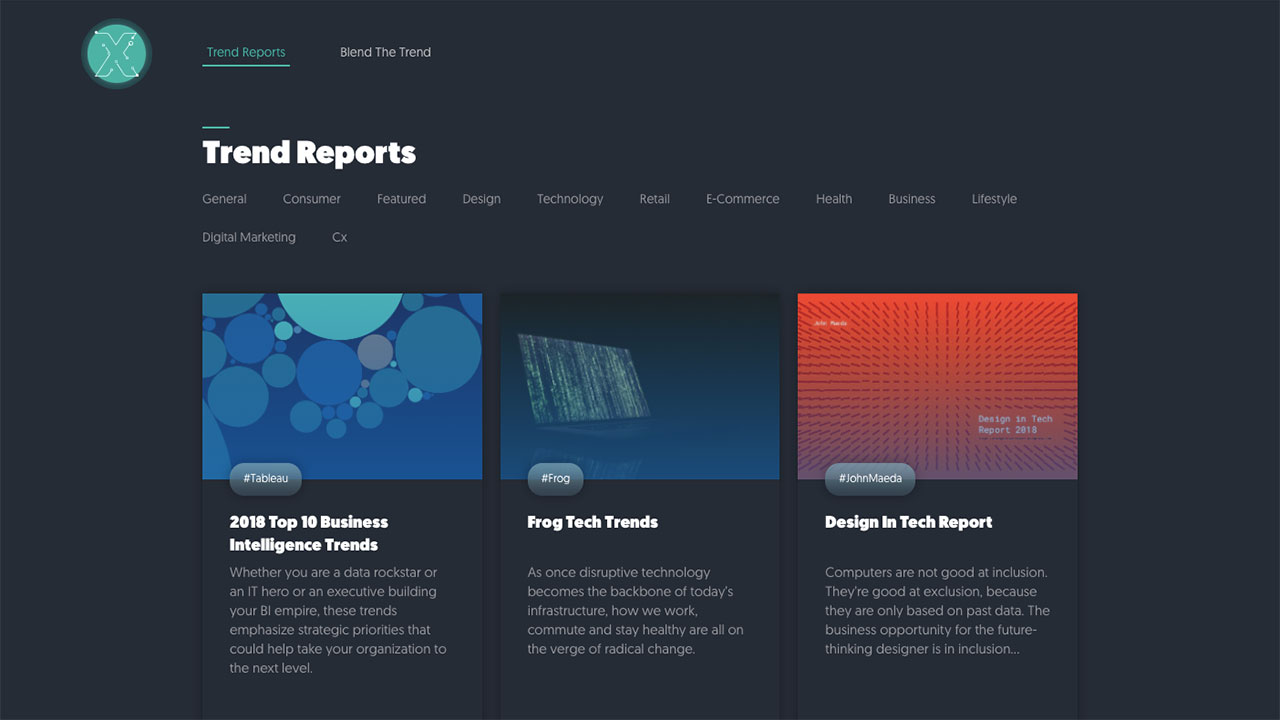 Trend Reports
Blend The Trend
Trend Reports
General
Consumer
Featured
Design
Technology
Retail
E-Commerce
Health
Business
Lifestyle
Digital Marketing
Cx
#Tableau
2018 Top 10 Business
Intelligence Trends
Whether you are a data rockstar or
an IT hero or an executive building
your BI empire, these trends
emphasize strategic priorities that
could help take your organization to
the next level.
#Frog
Frog Tech Trends
As once disruptive technology
becomes the backbone of today's
infrastructure, how we work,
commute and stay healthy are all on
the verge of radical change.
John Maeda
Design in Tech
Report 2018
#JohnMaeda
Design In Tech Report
Computers are not good at inclusion.
They're good at exclusion, because
they are only based on past data. The
business opportunity for the future-
thinking designer is in inclusion...